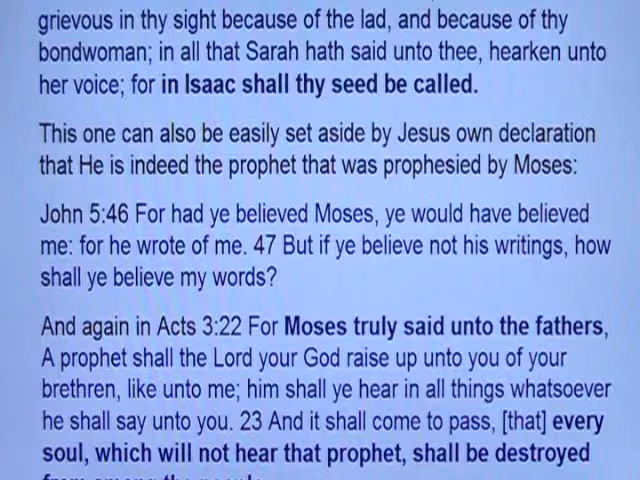 grievous in thy sight because of the lad, and because of thy
bondwoman; in all that Sarah hath said unto thee, hearken unto
her voice; for in Isaac shall thy seed be called.
This one can also be easily set aside by Jesus own declaration
that He is indeed the prophet that was prophesied by Moses:
John 5:46 For had ye believed Moses, ye would have believed
me: for he wrote of me. 47 But if ye believe not his writings, how
shall ye believe my words?
And again in Acts 3:22 For Moses truly said unto the fathers,
A prophet shall the Lord your God raise up unto you of your
brethren, like unto me; him shall ye hear in all things whatsoever
he shall say unto you. 23 And it shall come to pass, [that] every
soul, which will not hear that prophet, shall be destroyed
from among the people